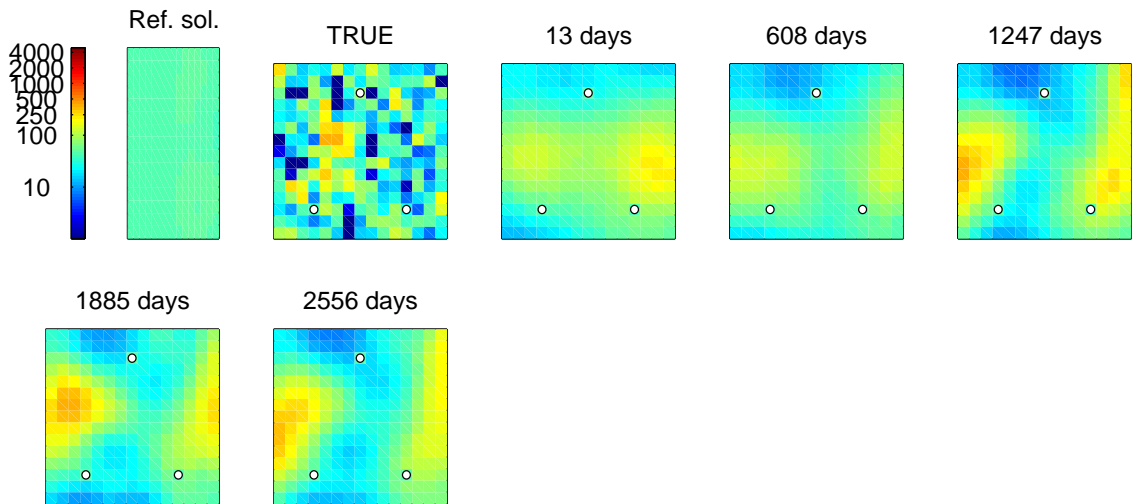 Ref. sol.
TRUE
13 days
608 days
1247 days
4000
2000
1000
500
250
100
10
1885 days
2556 days